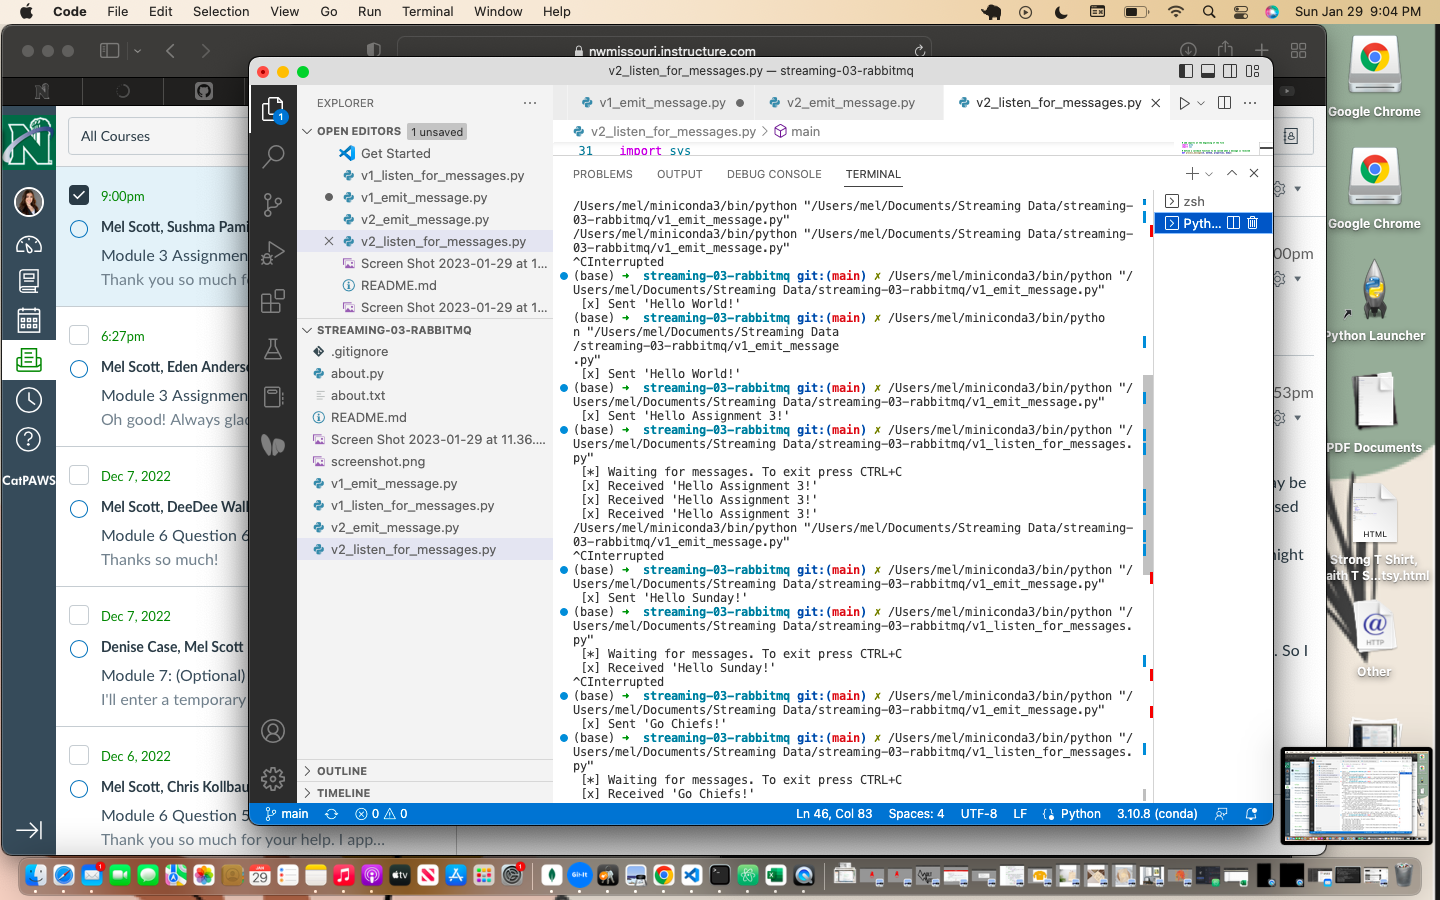 Code File Edit Selection View Go Run Terminal Window Help Sun Jan 29 9:04 PM
nwmissouri.instructure.com
v2_listen_for_messages.py — streaming-03-rabbitmq
All Courses
9:00pm
Mel Scott, Sushma Pami
Module 3 Assignmen
Thank you so much f
6:27pm
Mel Scott, Eden Anders
Module 3 Assignmen
Oh good! Always glad
Dec 7, 2022
Mel Scott, DeeDee Wall
Module 6 Question 6
Thanks so much!
Dec 7, 2022
Denise Case, Mel Scott
Module 7: (Optional)
I'll enter a temporary
Dec 6, 2022
Mel Scott, Chris Kollbau
Module 6 Question 5
Thank you so much for your help. I app...
CatPAWS
1
EXPLORER
OPEN EDITORS 1 unsaved
Get Started
v1_listen_for_messages.py
v1_emit_message.py
v2_emit_message.py
v2_listen_for_messages.py
Screen Shot 2023-01-29 at 1...
README.md
Screen Shot 2023-01-29 at 1...
STREAMING-03-RABBITMQ
.gitignore
about.py
about.txt
README.md
Screen Shot 2023-01-29 at 11.36....
screenshot.png
v1_emit_message.py
v1_listen_for_messages.py
v2_emit_message.py
v2_listen_for_messages.py
OUTLINE
TIMELINE
v1_emit_message.py v2_emit_message.py v2_listen_for_messages.py
v2_listen_for_messages.py > main
31 import sys
PROBLEMS OUTPUT DEBUG CONSOLE TERMINAL
/Users/mel/miniconda3/bin/python "/Users/mel/Documents/Streaming Data/streaming-
03-rabbitmq/v1_emit_message.py"
/Users/mel/miniconda3/bin/python "/Users/mel/Documents/Streaming Data/streaming-
03-rabbitmq/v1_emit_message.py"
^CInterrupted
(base) ➜ streaming-03-rabbitmq git:(main) ✗ /Users/mel/miniconda3/bin/python "/
Users/mel/Documents/Streaming Data/streaming-03-rabbitmq/v1_emit_message.py"
[x] Sent 'Hello World!'
(base) ➜ streaming-03-rabbitmq git:(main) ✗ /Users/mel/miniconda3/bin/pytho
n "/Users/mel/Documents/Streaming Data
/streaming-03-rabbitmq/v1_emit_message
.py"
[x] Sent 'Hello World!'
(base) ➜ streaming-03-rabbitmq git:(main) ✗ /Users/mel/miniconda3/bin/python "/
Users/mel/Documents/Streaming Data/streaming-03-rabbitmq/v1_emit_message.py"
[x] Sent 'Hello Assignment 3!'
(base) ➜ streaming-03-rabbitmq git:(main) ✗ /Users/mel/miniconda3/bin/python "/
Users/mel/Documents/Streaming Data/streaming-03-rabbitmq/v1_listen_for_messages.
py"
[*] Waiting for messages. To exit press CTRL+C
[x] Received 'Hello Assignment 3!'
[x] Received 'Hello Assignment 3!'
[x] Received 'Hello Assignment 3!'
/Users/mel/miniconda3/bin/python "/Users/mel/Documents/Streaming Data/streaming-
03-rabbitmq/v1_emit_message.py"
^CInterrupted
(base) ➜ streaming-03-rabbitmq git:(main) ✗ /Users/mel/miniconda3/bin/python "/
Users/mel/Documents/Streaming Data/streaming-03-rabbitmq/v1_emit_message.py"
[x] Sent 'Hello Sunday!'
(base) ➜ streaming-03-rabbitmq git:(main) ✗ /Users/mel/miniconda3/bin/python "/
Users/mel/Documents/Streaming Data/streaming-03-rabbitmq/v1_listen_for_messages.
py"
[*] Waiting for messages. To exit press CTRL+C
[x] Received 'Hello Sunday!'
^CInterrupted
(base) ➜ streaming-03-rabbitmq git:(main) ✗ /Users/mel/miniconda3/bin/python "/
Users/mel/Documents/Streaming Data/streaming-03-rabbitmq/v1_emit_message.py"
[x] Sent 'Go Chiefs!'
(base) ➜ streaming-03-rabbitmq git:(main) ✗ /Users/mel/miniconda3/bin/python "/
Users/mel/Documents/Streaming Data/streaming-03-rabbitmq/v1_listen_for_messages.
py"
[*] Waiting for messages. To exit press CTRL+C
[x] Received 'Go Chiefs!'
zsh
Pyth...
main 0 0 Ln 46, Col 83 Spaces: 4 UTF-8 LF Python 3.10.8 (conda)
00pm
53pm
ay be
sed
night
. So I
Google Chrome
Google Chrome
Python Launcher
PDF Documents
HTML
Strong T Shirt,
aith T S...tsy.html
HTTP
Other
JAN
29
tv
Git-It